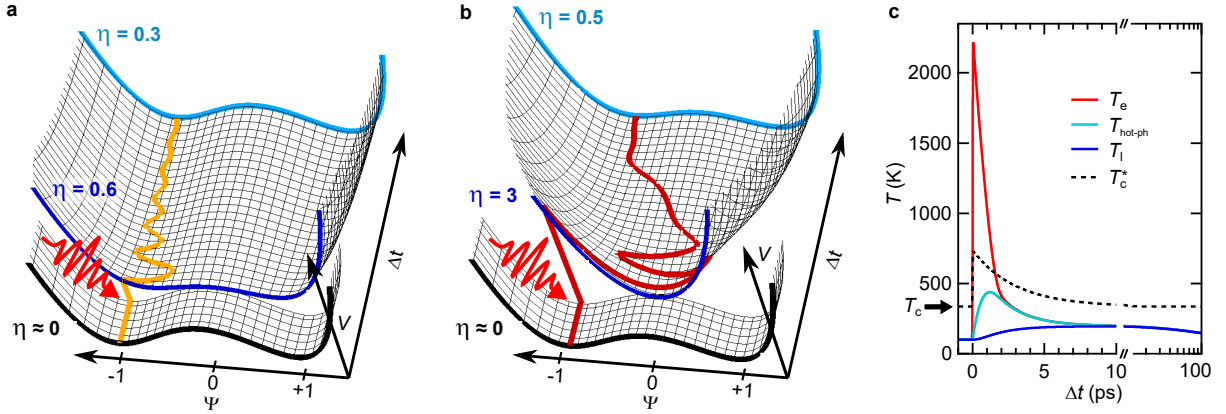 a
η = 0.3
η = 0.6
η ≈ 0
Δt
V
-1
0
+1
Ψ
b
η = 0.5
η = 3
η ≈ 0
Δt
V
-1
0
+1
Ψ
c
2000
1500
1000
500
0
T (K)
Tc
Te
Thot-ph
Tl
Tc*
0
5
10
100
Δt (ps)